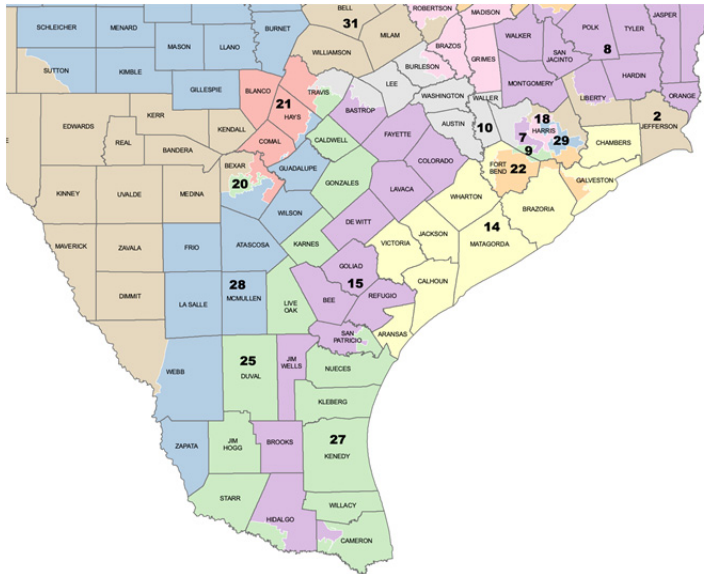 ROBERTSON
BELL
31
MADISON
JASPER
SCHLEICHER
MENARD
BURNET
MILAM
POLK
TYLER
WALKER
8
MASON
LLANO
WILLIAMSON
BRAZOS
SAN
JACINTO
SUTTON
KIMBLE
BURLESON
GRIMES
HARDIN
GILLESPIE
BLANCO
TRAVIS
LEE
MONTGOMERY
LIBERTY
ORANGE
21
HAYS
BASTROP
WASHINGTON
WALLER
KERR
AUSTIN
18
HARRIS
2
JEFFERSON
EDWARDS
KENDALL
COMAL
CALDWELL
FAYETTE
10
7
29
CHAMBERS
REAL
BANDERA
9
BEXAR
20
GUADALUPE
COLORADO
FORT
BEND
22
GONZALES
GALVESTON
KINNEY
UVALDE
MEDINA
LAVACA
WHARTON
BRAZORIA
WILSON
DE WITT
14
MATAGORDA
MAVERICK
ZAVALA
FRIO
ATASCOSA
KARNES
VICTORIA
JACKSON
GOLIAD
15
CALHOUN
DIMMIT
LA SALLE
28
MCMULLEN
LIVE
OAK
BEE
REFUGIO
ARANSAS
SAN
PATRICIO
WEBB
25
DUVAL
JIM
WELLS
NUECES
KLEBERG
ZAPATA
JIM
HOGG
BROOKS
27
KENEDY
STARR
WILLACY
HIDALGO
CAMERON